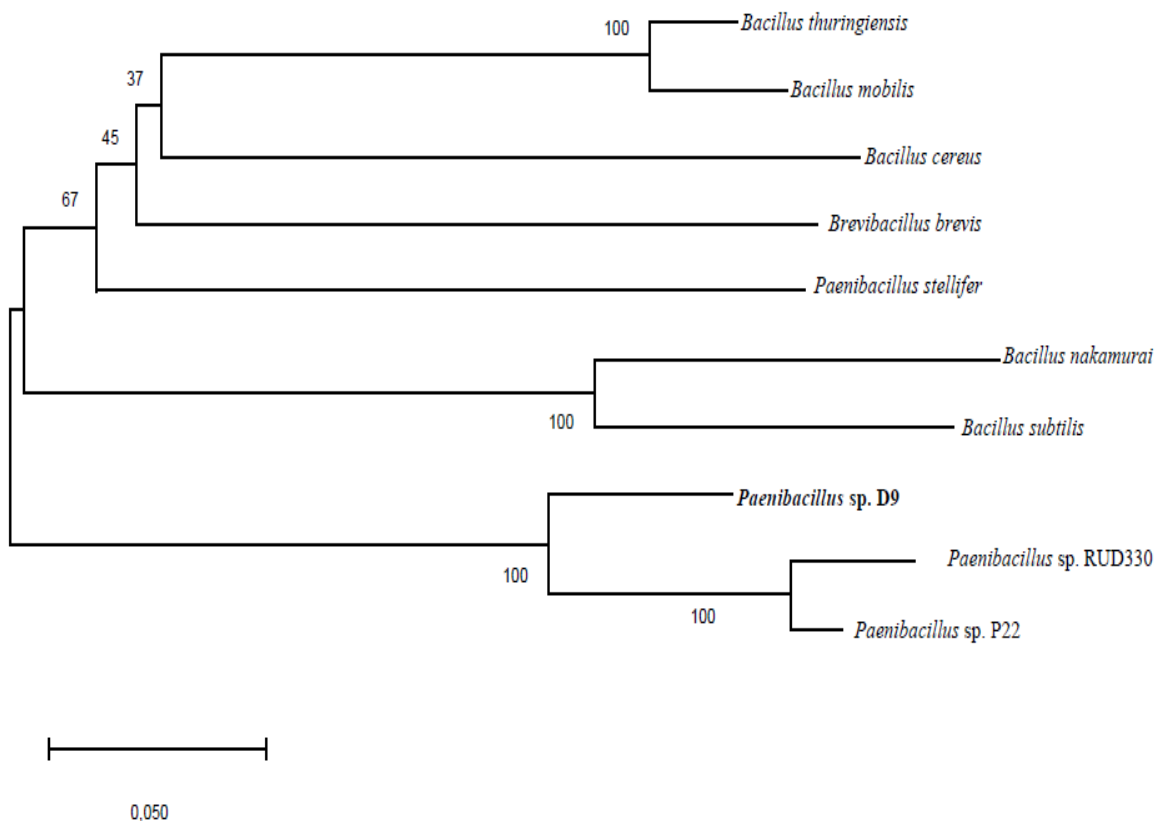 100
Bacillus thuringiensis
37
Bacillus mobilis
45
Bacillus cereus
67
Brevibacillus brevis
Paenibacillus stellifer
Bacillus nakamurai
100
Bacillus subtilis
Paenibacillus sp. D9
100
Paenibacillus sp. RUD330
100
Paenibacillus sp. P22
0,050